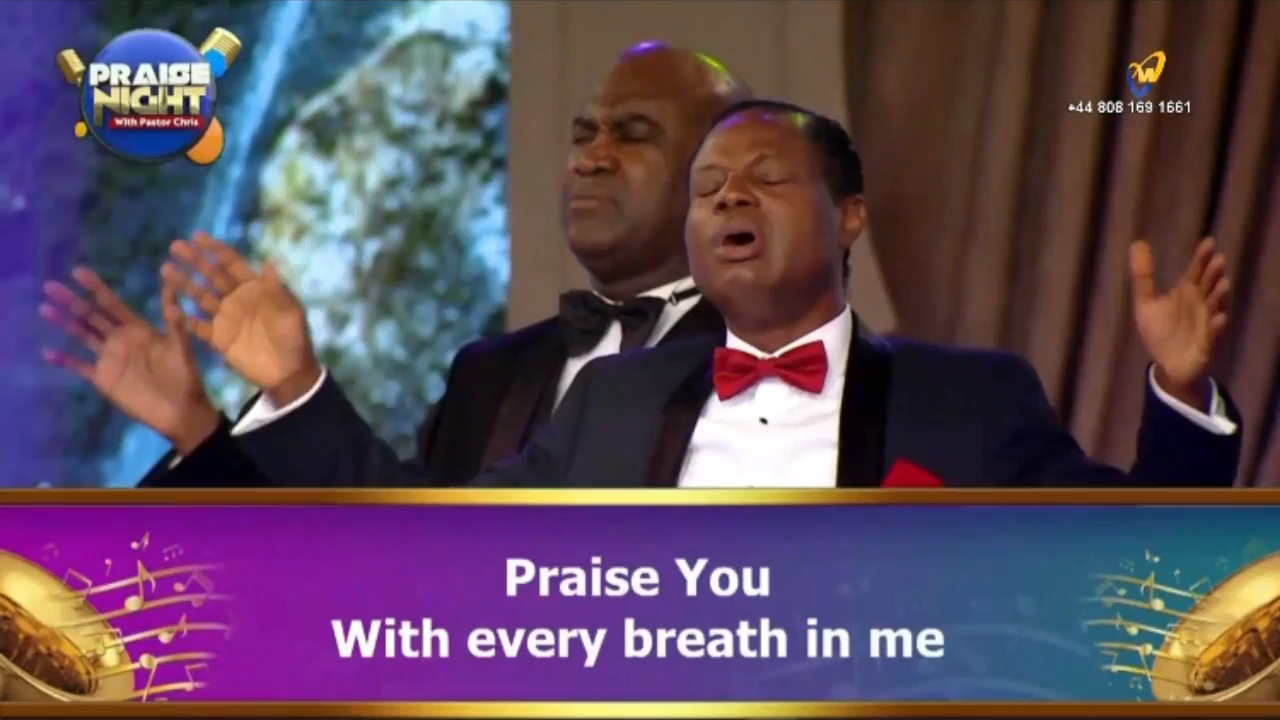 PRAISE
NIGHT
With Pastor Chris
W
+44 808 169 1661
Praise You
With every breath in me